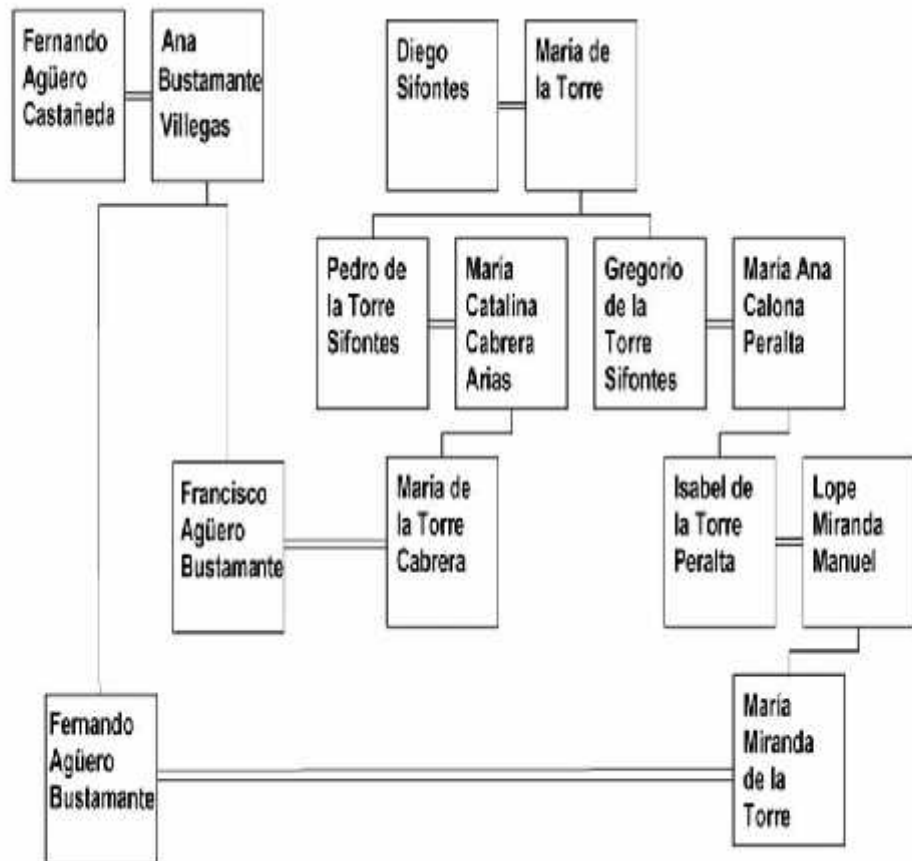 Fernando
Agüero
Castañeda
Ana
Bustamante
Villegas
Diego
Sifontes
Maria de
la Torre
Pedro de
la Torre
Sifontes
María
Catalina
Cabrera
Arias
Gregorio
de la
Torre
Sifontes
María Ana
Calona
Peralta
Francisco
Agüero
Bustamante
Maria de
la Torre
Cabrera
Isabel de
la Torre
Peralta
Lope
Miranda
Manuel
Fernando
Agüero
Bustamante
María
Miranda
de la
Torre